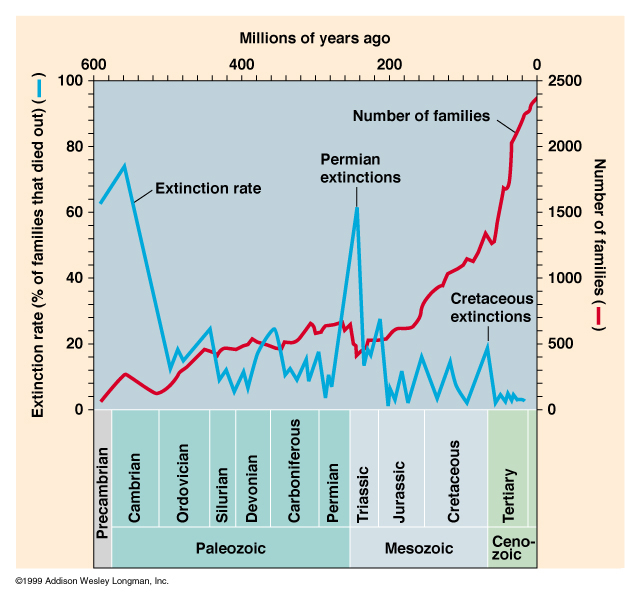 Millions of years ago
600 400 200 0
Extinction rate (% of families that died out) (—)
100
80
60
40
20
0
Number of families
Permian
extinctions
Extinction rate
Cretaceous
extinctions
2500
2000
1500
1000
500
0
Number of families (—)
Precambrian
Cambrian
Ordovician
Silurian
Devonian
Carboniferous
Permian
Triassic
Jurassic
Cretaceous
Tertiary
Paleozoic
Mesozoic
Ceno-
zoic
©1999 Addison Wesley Longman, Inc.